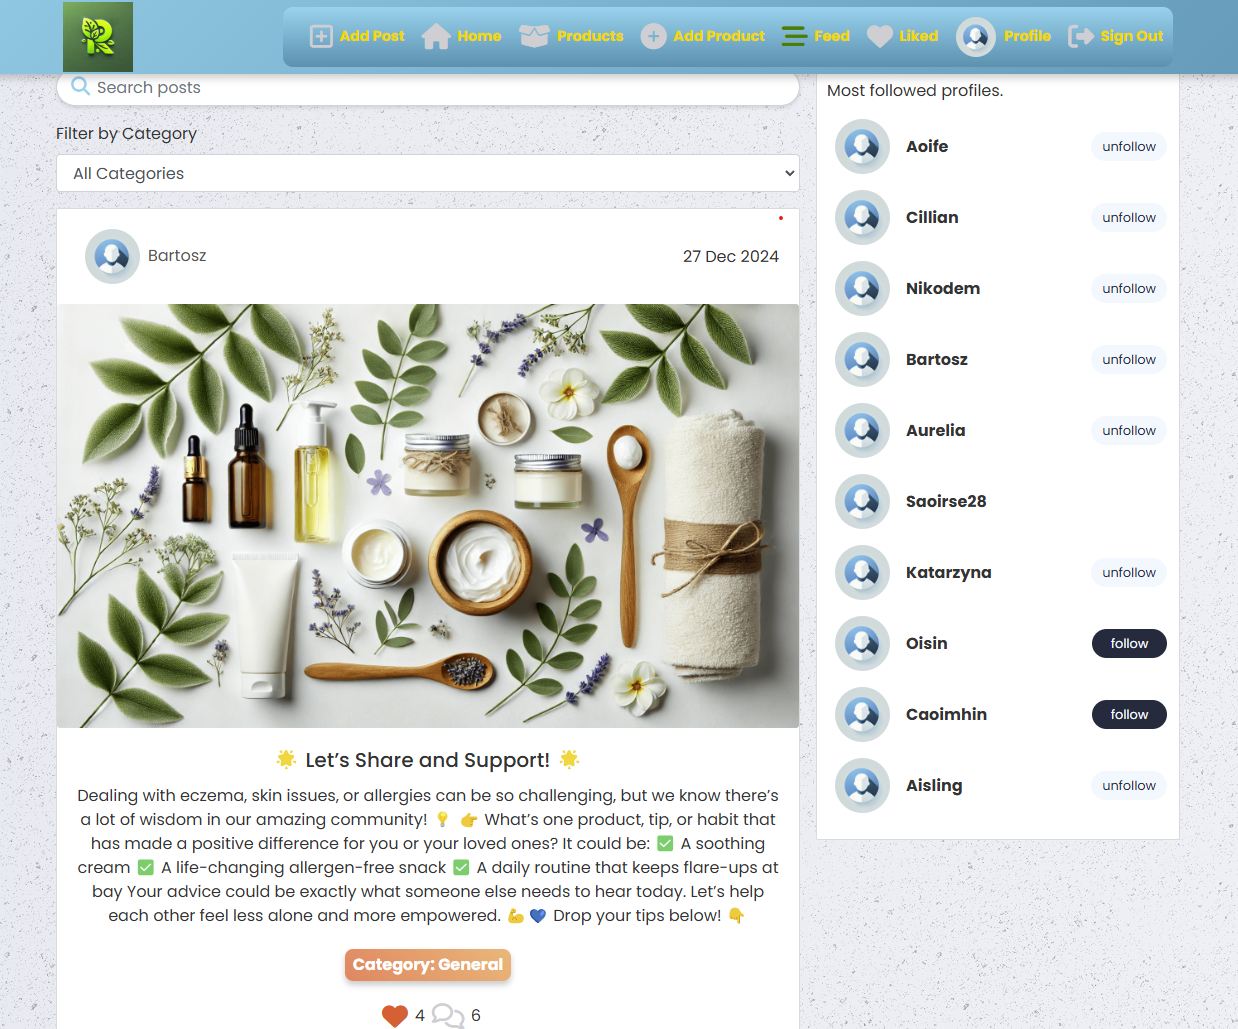 Add Post Home Products Add Product Feed Liked Profile Sign Out
Search posts
Filter by Category
All Categories
Bartosz
27 Dec 2024
🌟 Let’s Share and Support! 🌟
Dealing with eczema, skin issues, or allergies can be so challenging, but we know there’s
a lot of wisdom in our amazing community! 💡 👉 What’s one product, tip, or habit that
has made a positive difference for you or your loved ones? It could be: ✅ A soothing
cream ✅ A life-changing allergen-free snack ✅ A daily routine that keeps flare-ups at
bay Your advice could be exactly what someone else needs to hear today. Let’s help
each other feel less alone and more empowered. 💪 💙 Drop your tips below! 👇
Category: General
4 6
Most followed profiles.
Aoife unfollow
Cillian unfollow
Nikodem unfollow
Bartosz unfollow
Aurelia unfollow
Saoirse28
Katarzyna unfollow
Oisin follow
Caoimhin follow
Aisling unfollow